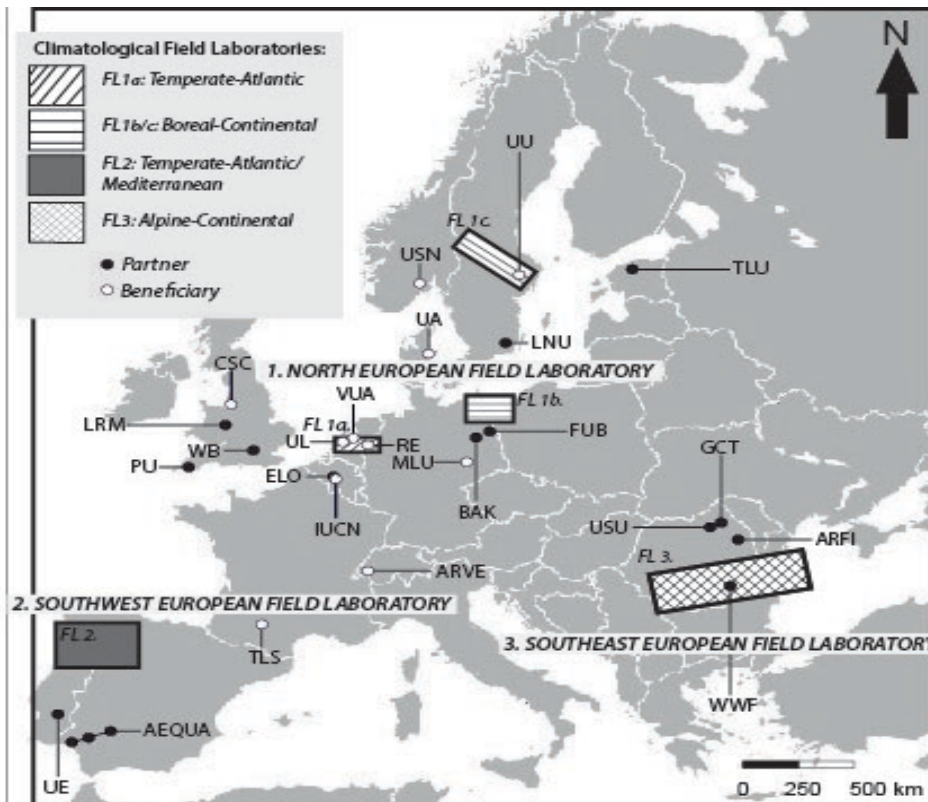 Climatological Field Laboratories:
FL1a: Temperate-Atlantic
FL1b/c: Boreal-Continental
FL2: Temperate-Atlantic/
Mediterranean
FL3: Alpine-Continental
Partner
Beneficiary
N
UU
FL 1c.
USN
TLU
UA
LNU
CSC
1. NORTH EUROPEAN FIELD LABORATORY
VUA
FL 1b.
LRM
FL1a.
UL
RE
FUB
WB
MLU
GCT
PU
ELO
BAK
IUCN
USU
ARFI
FL 3.
ARVE
2. SOUTHWEST EUROPEAN FIELD LABORATORY
FL 2.
TLS
3. SOUTHEAST EUROPEAN FIELD LABORATORY
WWF
AEQUA
UE
0 250 500 km